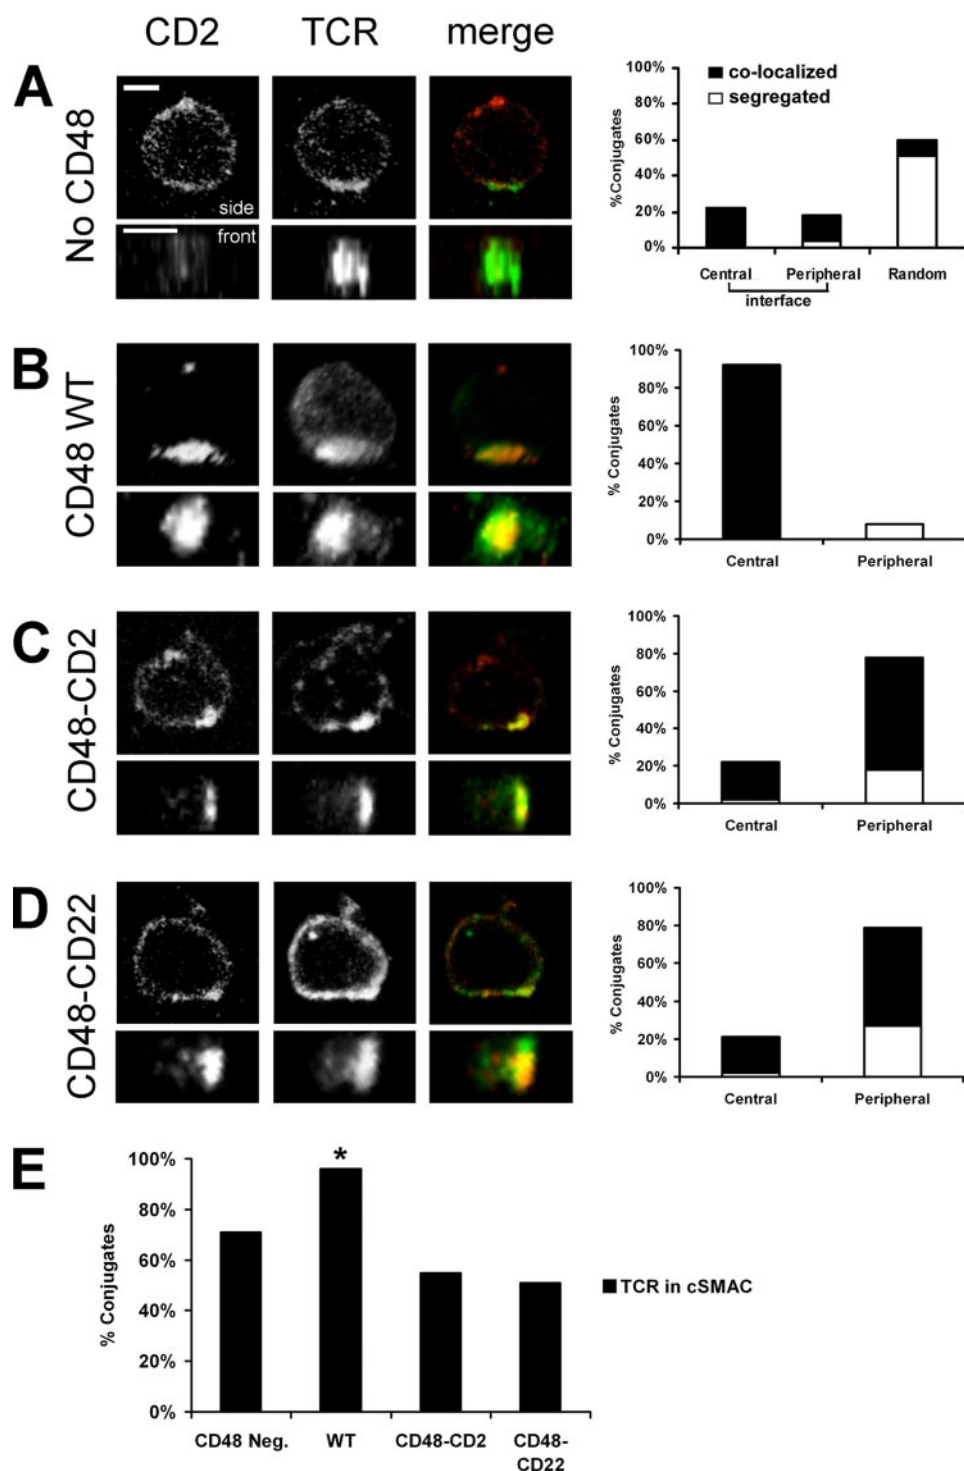 CD2 TCR merge
A
No CD48
side
front
co-localized
segregated
%Conjugates
100%
80%
60%
40%
20%
0%
Central Peripheral Random
interface
B
CD48 WT
% Conjugates
100%
80%
60%
40%
20%
0%
Central Peripheral
C
CD48-CD2
% Conjugates
100%
80%
60%
40%
20%
0%
Central Peripheral
D
CD48-CD22
% Conjugates
100%
80%
60%
40%
20%
0%
Central Peripheral
E
% Conjugates
100%
80%
60%
40%
20%
0%
*
TCR in cSMAC
CD48 Neg. WT CD48-CD2 CD48-
CD22